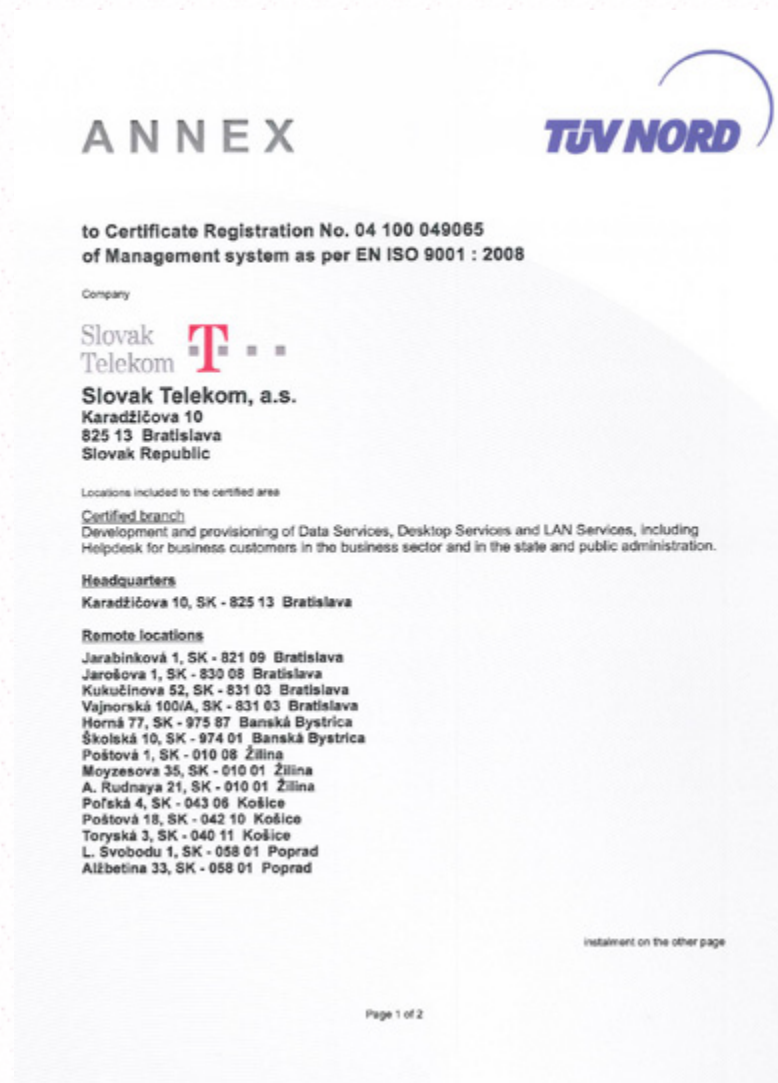 ANNEX
TÜV NORD
to Certificate Registration No. 04 100 049065
of Management system as per EN ISO 9001 : 2008
Company
Slovak
Telekom
T
Slovak Telekom, a.s.
Karadžičova 10
825 13 Bratislava
Slovak Republic
Locations included to the certified area
Certified branch
Development and provisioning of Data Services, Desktop Services and LAN Services, including
Helpdesk for business customers in the business sector and in the state and public administration.
Headquarters
Karadžičova 10, SK - 825 13 Bratislava
Remote locations
Jarabinková 1, SK - 821 09 Bratislava
Jarošova 1, SK - 830 08 Bratislava
Kukučínova 52, SK - 831 03 Bratislava
Vajnorská 100/A, SK - 831 03 Bratislava
Horná 77, SK - 975 87 Banská Bystrica
Školská 10, SK - 974 01 Banská Bystrica
Poštová 1, SK - 010 08 Žilina
Moyzesova 35, SK - 010 01 Žilina
A. Rudnaya 21, SK - 010 01 Žilina
Poľská 4, SK - 043 06 Košice
Poštová 18, SK - 042 10 Košice
Toryská 3, SK - 040 11 Košice
L. Svobodu 1, SK - 058 01 Poprad
Alžbetina 33, SK - 058 01 Poprad
instalment on the other page
Page 1 of 2